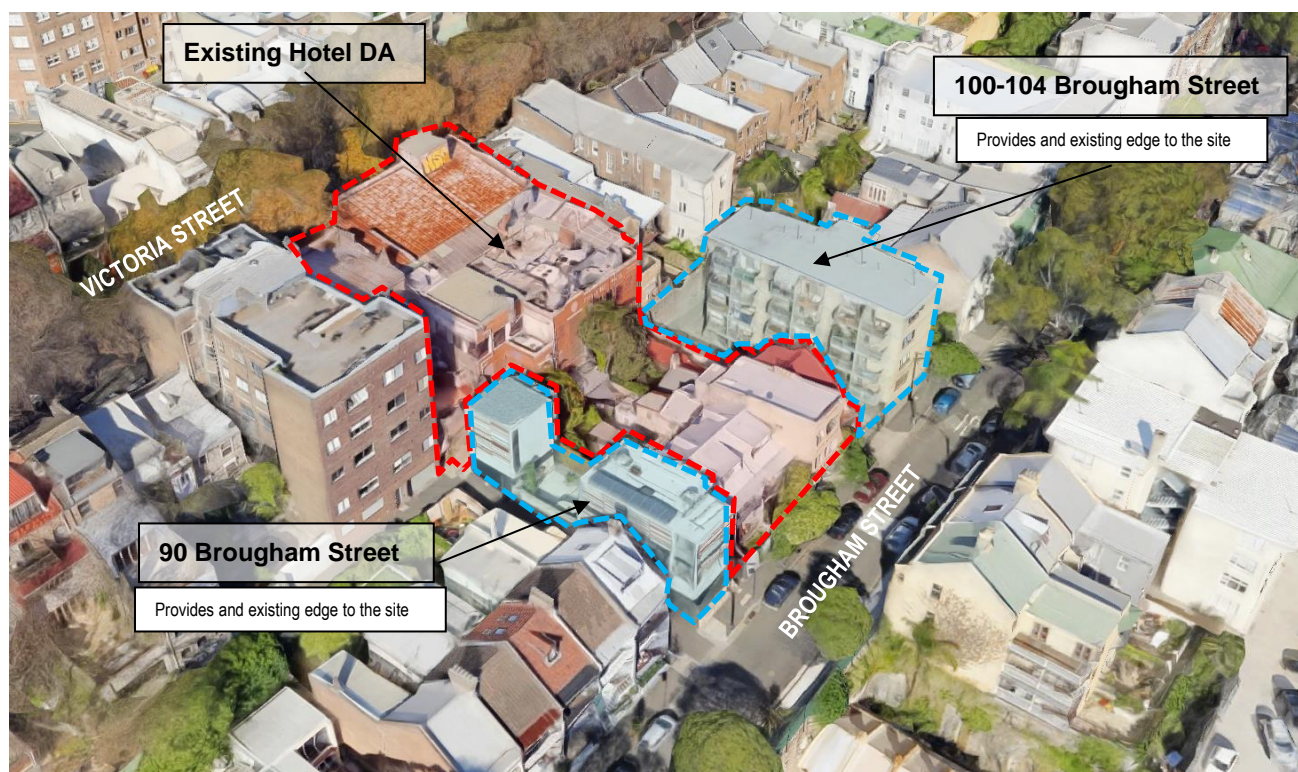 Existing Hotel DA
100-104 Brougham Street
Provides and existing edge to the site
VICTORIA STREET
90 Brougham Street
Provides and existing edge to the site
BROUGHAM STREET